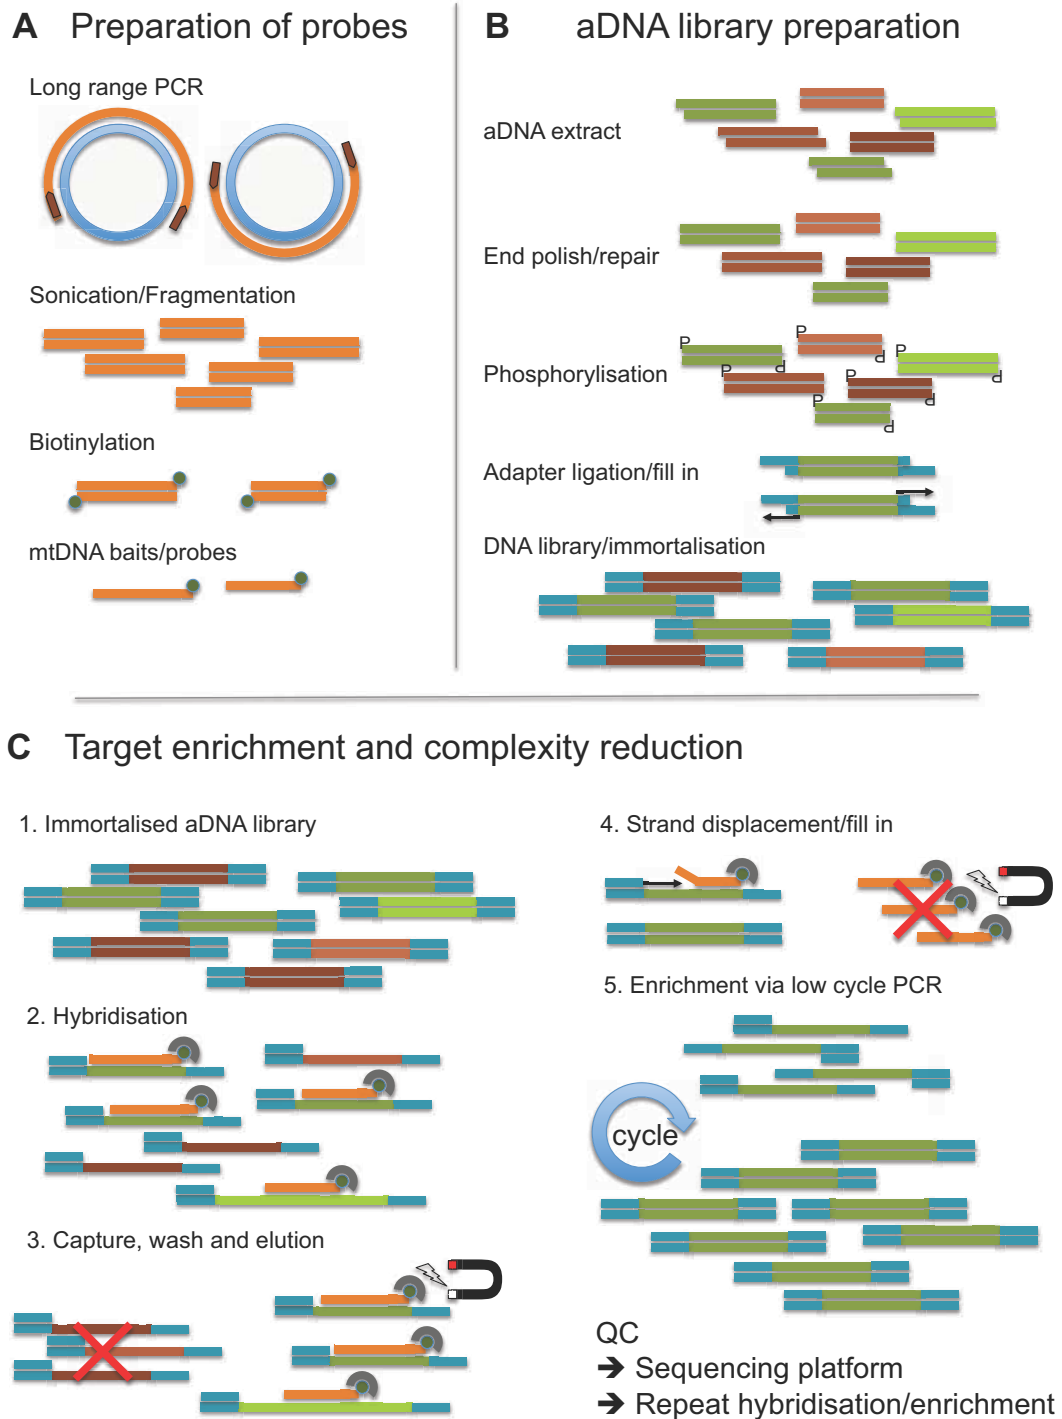 A Preparation of probes
Long range PCR
Sonication/Fragmentation
Biotinylation
mtDNA baits/probes
B aDNA library preparation
aDNA extract
End polish/repair
Phosphorylisation
P
P
P
P
P
P
P
P
P
P
P
Adapter ligation/fill in
DNA library/immortalisation
C Target enrichment and complexity reduction
1. Immortalised aDNA library
2. Hybridisation
3. Capture, wash and elution
4. Strand displacement/fill in
5. Enrichment via low cycle PCR
cycle
QC
➔ Sequencing platform
➔ Repeat hybridisation/enrichment